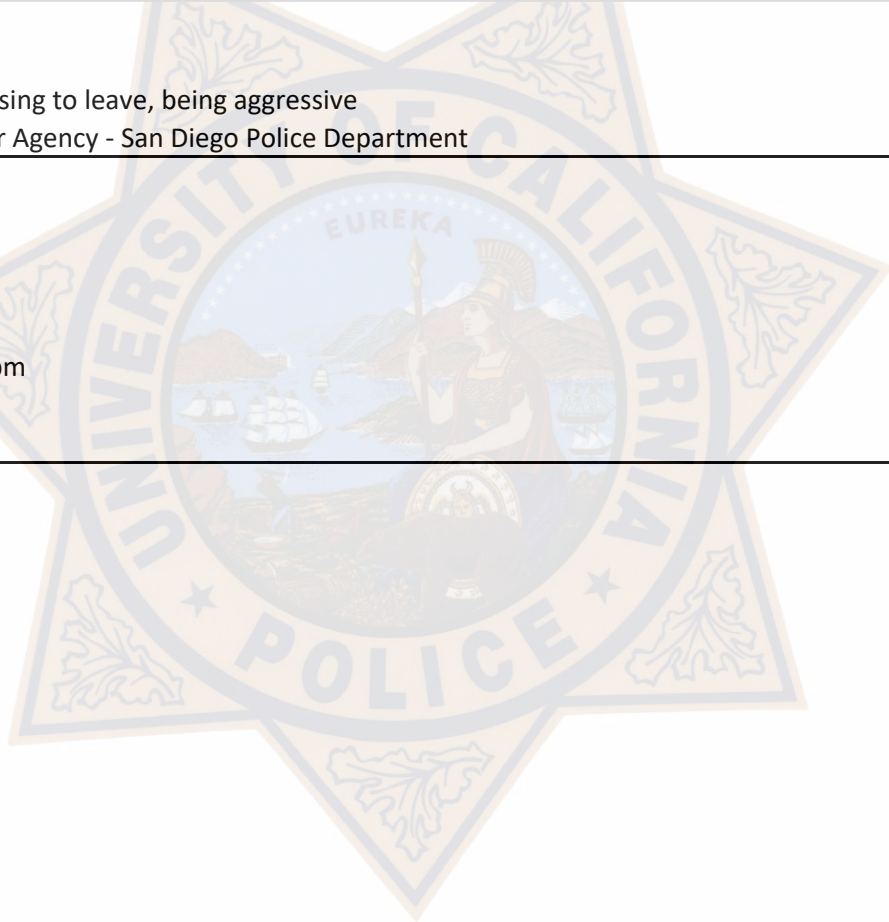 sing to leave, being aggressive
r Agency - San Diego Police Department
om
UNIVERSITY OF CALIFORNIA
EUREKA
POLICE